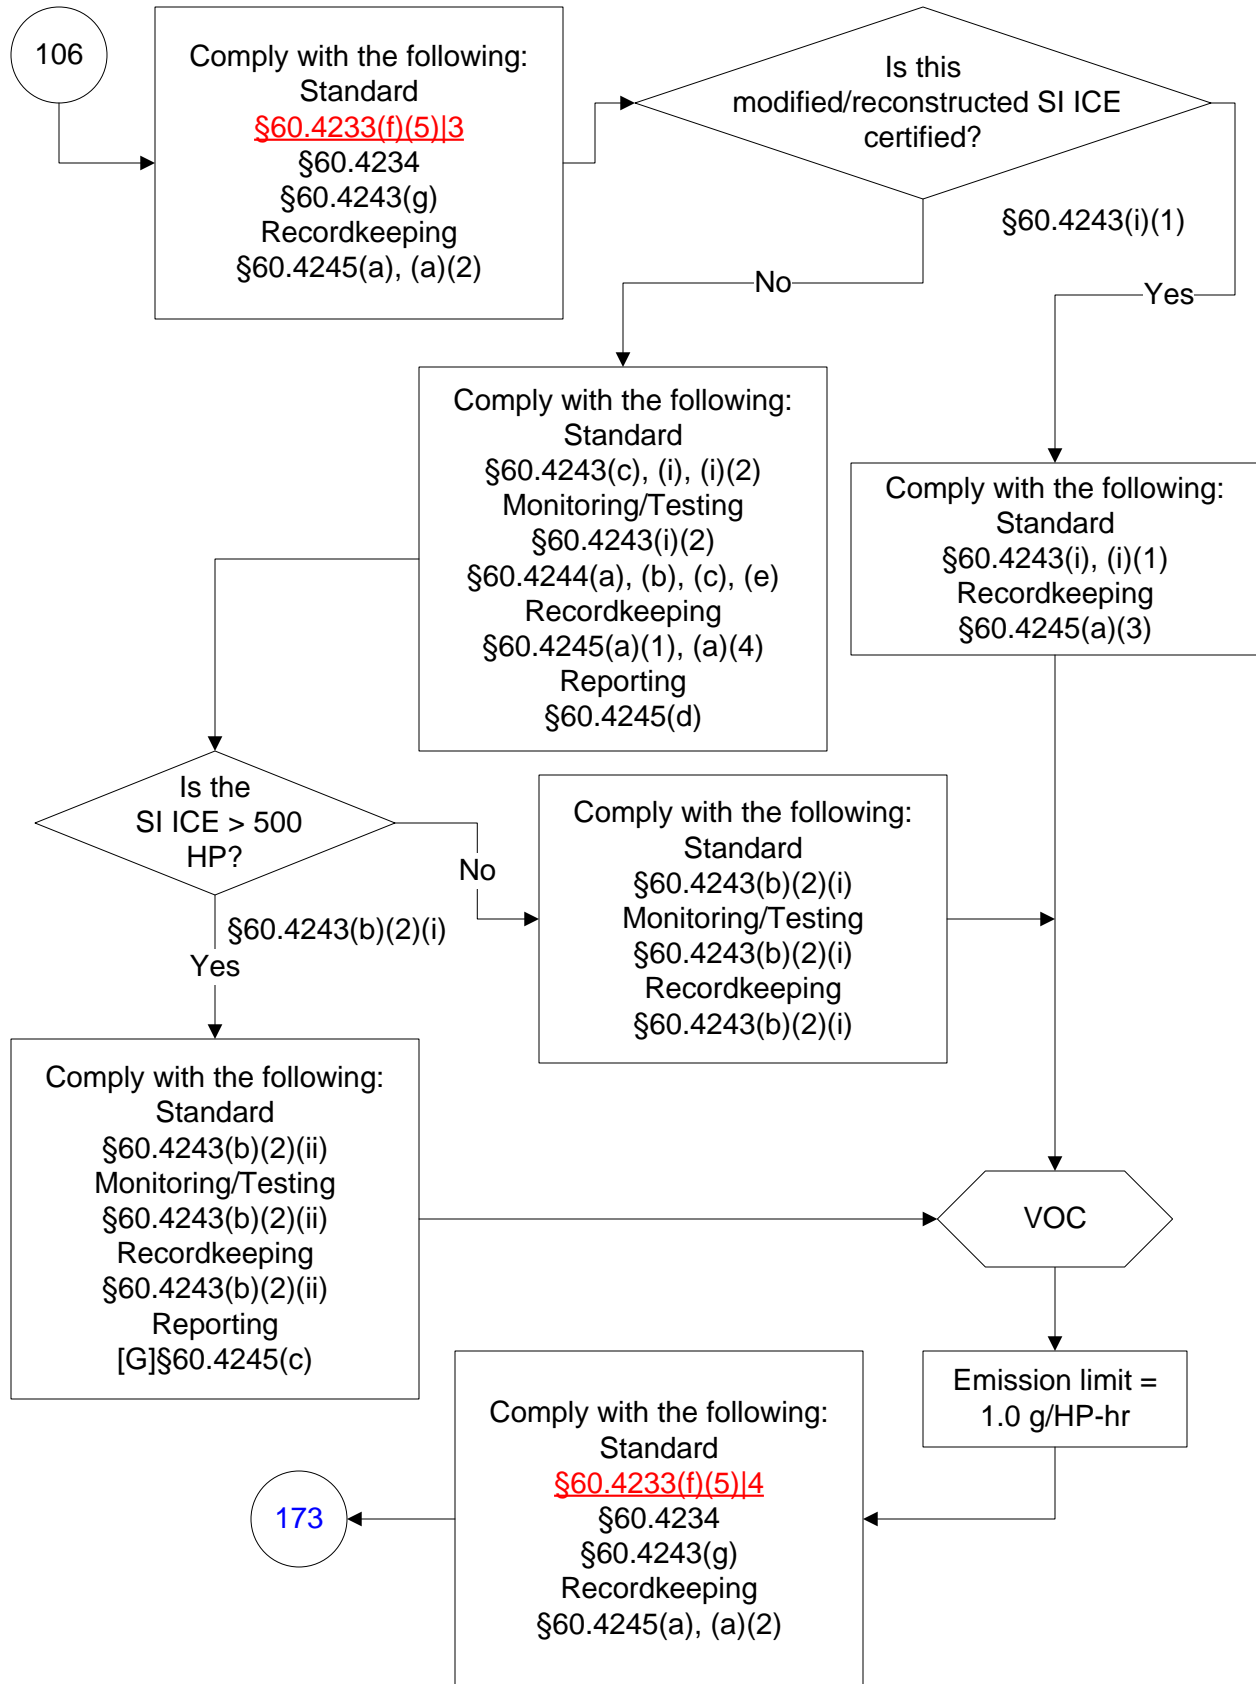 106
Comply with the following:
Standard
§60.4233(f)(5)|3
§60.4234
§60.4243(g)
Recordkeeping
§60.4245(a), (a)(2)
Is this
modified/reconstructed SI ICE
certified?
§60.4243(i)(1)
No
Yes
Comply with the following:
Standard
§60.4243(c), (i), (i)(2)
Monitoring/Testing
§60.4243(i)(2)
§60.4244(a), (b), (c), (e)
Recordkeeping
§60.4245(a)(1), (a)(4)
Reporting
§60.4245(d)
Comply with the following:
Standard
§60.4243(i), (i)(1)
Recordkeeping
§60.4245(a)(3)
Is the
SI ICE > 500
HP?
No
§60.4243(b)(2)(i)
Yes
Comply with the following:
Standard
§60.4243(b)(2)(i)
Monitoring/Testing
§60.4243(b)(2)(i)
Recordkeeping
§60.4243(b)(2)(i)
Comply with the following:
Standard
§60.4243(b)(2)(ii)
Monitoring/Testing
§60.4243(b)(2)(ii)
Recordkeeping
§60.4243(b)(2)(ii)
Reporting
[G]§60.4245(c)
VOC
Emission limit =
1.0 g/HP-hr
Comply with the following:
Standard
§60.4233(f)(5)|4
§60.4234
§60.4243(g)
Recordkeeping
§60.4245(a), (a)(2)
173